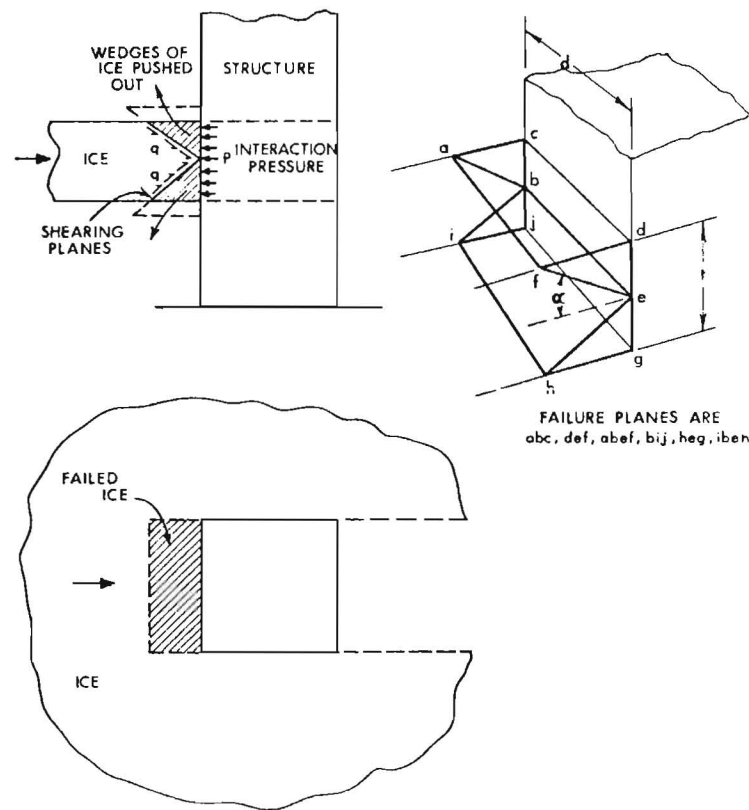 WEDGES OF
ICE PUSHED
OUT
STRUCTURE
ICE
q
q
P
INTERACTION
PRESSURE
SHEARING
PLANES
d
a
c
b
i
j
d
f
α
e
t
g
h
FAILURE PLANES ARE
abc, def, abef, bij, heg, iben
FAILED
ICE
ICE